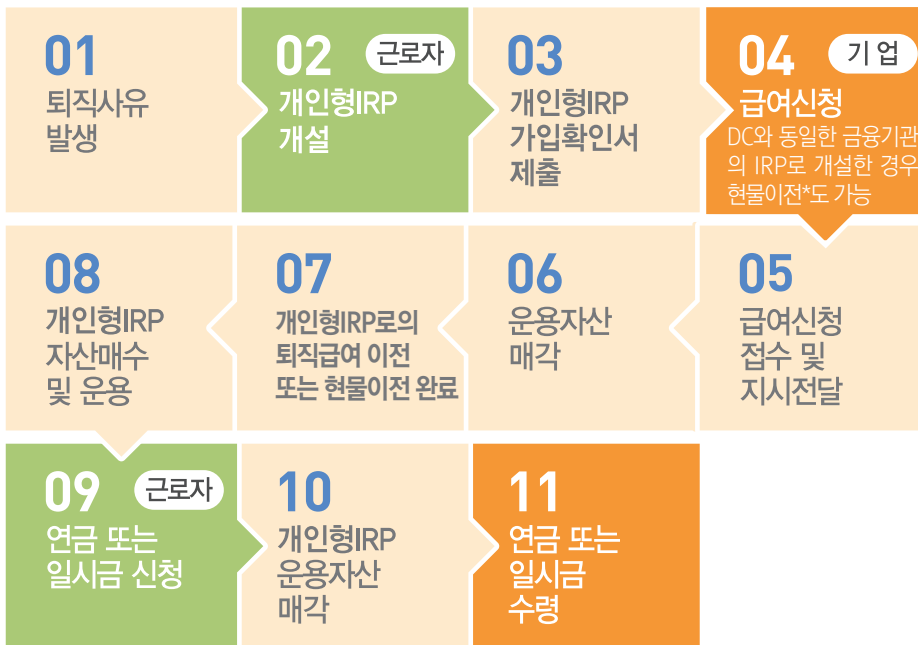 01
퇴직사유
발생
02 근로자
개인형IRP
개설
03
개인형IRP
가입확인서
제출
04 기 업
급여신청
DC와 동일한 금융기관
의 IRP로 개설한 경우
현물이전*도 가능
05
급여신청
접수 및
지시전달
06
운용자산
매각
07
개인형IRP로의
퇴직급여 이전
또는 현물이전 완료
08
개인형IRP
자산매수
및 운용
09 근로자
연금 또는
일시금 신청
10
개인형IRP
운용자산
매각
11
연금 또는
일시금
수령